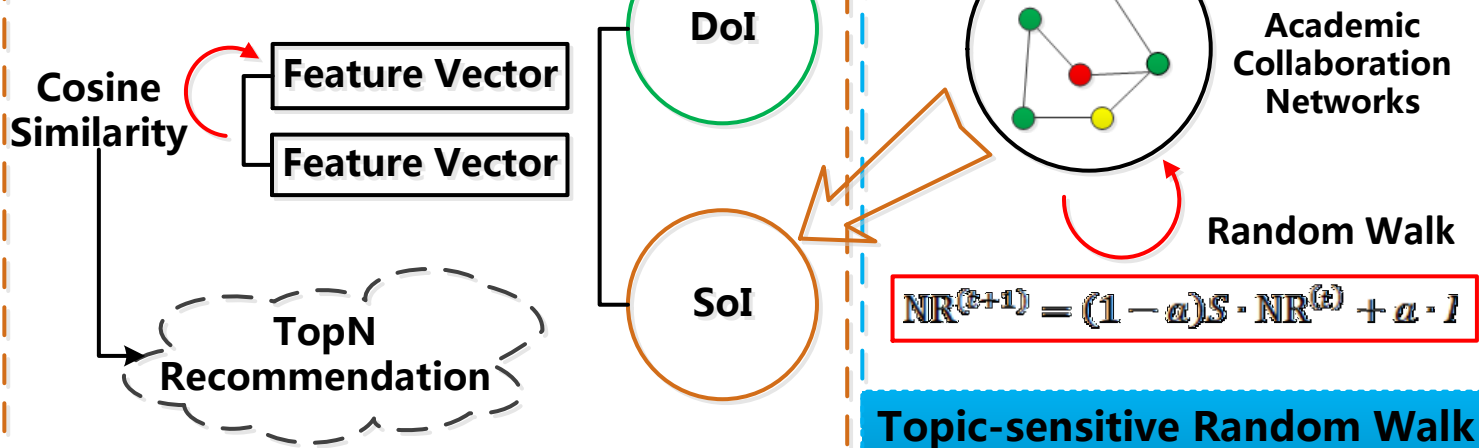 DoI
Academic
Collaboration
Networks
Feature Vector
Cosine
Similarity
Feature Vector
Random Walk
SoI
NR^(t+1) = (1 − a)S · NR^(t) + a · I
TopN
Recommendation
Topic-sensitive Random Walk